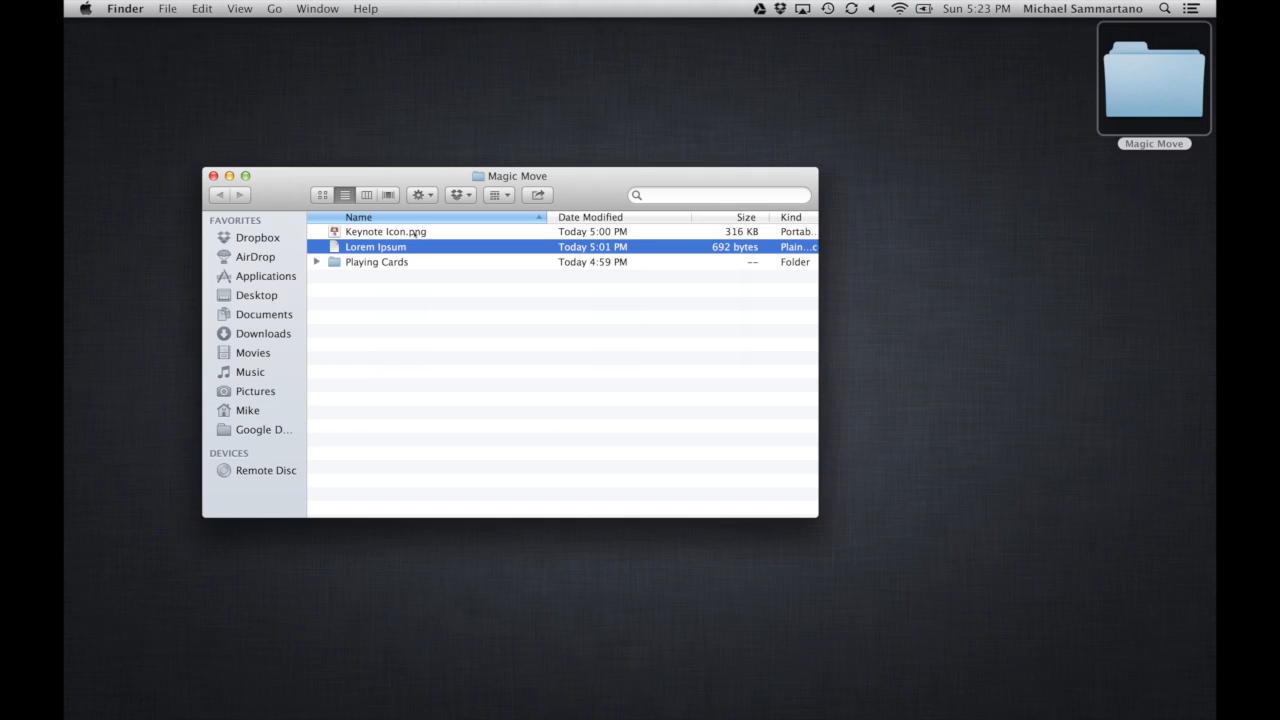 Finder File Edit View Go Window Help Sun 5:23 PM Michael Sammartano
Magic Move
Magic Move
FAVORITES
Dropbox
AirDrop
Applications
Desktop
Documents
Downloads
Movies
Music
Pictures
Mike
Google D...
DEVICES
Remote Disc
Name Date Modified Size Kind
Keynote Icon.png Today 5:00 PM 316 KB Portab..
Lorem Ipsum Today 5:01 PM 692 bytes Plain...c
Playing Cards Today 4:59 PM -- Folder